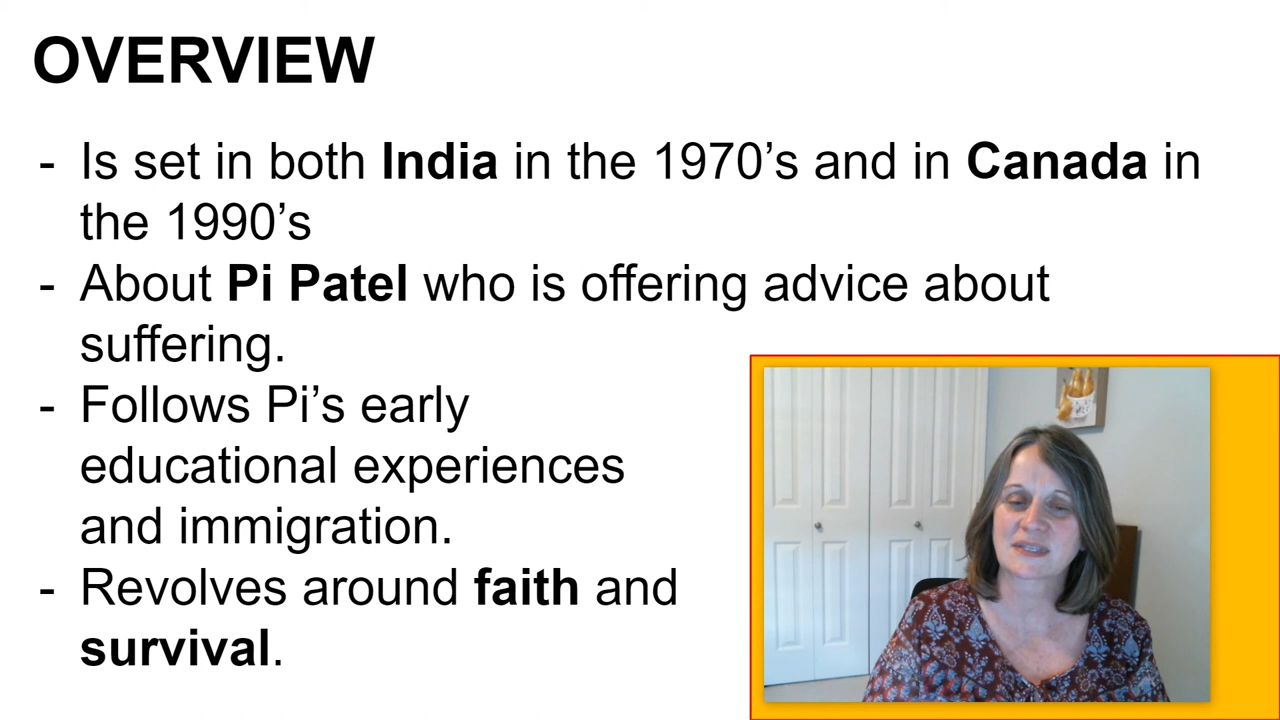 OVERVIEW
- Is set in both India in the 1970’s and in Canada in
the 1990’s
- About Pi Patel who is offering advice about
suffering.
- Follows Pi’s early
educational experiences
and immigration.
- Revolves around faith and
survival.